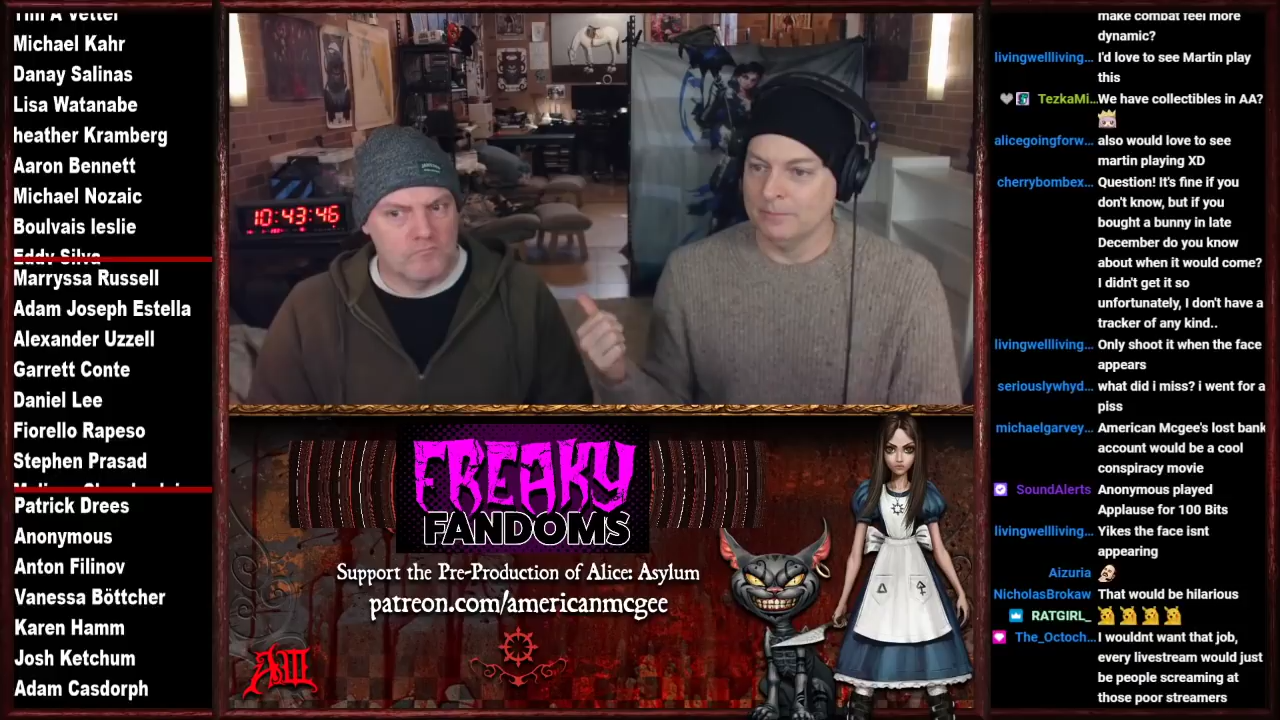 Tim A Vetter
Michael Kahr
Danay Salinas
Lisa Watanabe
heather Kramberg
Aaron Bennett
Michael Nozaic
Boulvais leslie
Eddy Silva
Marryssa Russell
Adam Joseph Estella
Alexander Uzzell
Garrett Conte
Daniel Lee
Fiorello Rapeso
Stephen Prasad
Patrick Drees
Anonymous
Anton Filinov
Vanessa Böttcher
Karen Hamm
Josh Ketchum
Adam Casdorph
10:43:46
FREAKY
FANDOMS
Support the Pre-Production of Alice: Asylum
patreon.com/americanmcgee
make combat feel more
dynamic?
livingwellliving... I'd love to see Martin play
this
TezkaMi... We have collectibles in AA?
alicegoingforw... also would love to see
martin playing XD
cherrybombex... Question! It's fine if you
don't know, but if you
bought a bunny in late
December do you know
about when it would come?
I didn't get it so
unfortunately, I don't have a
tracker of any kind..
livingwellliving... Only shoot it when the face
appears
seriouslywhyd... what did i miss? i went for a
piss
michaelgarvey... American Mcgee's lost bank
account would be a cool
conspiracy movie
SoundAlerts Anonymous played
Applause for 100 Bits
livingwellliving... Yikes the face isnt
appearing
Aizuria
NicholasBrokaw That would be hilarious
RATGIRL_
The_Octoch... I wouldnt want that job,
every livestream would just
be people screaming at
those poor streamers